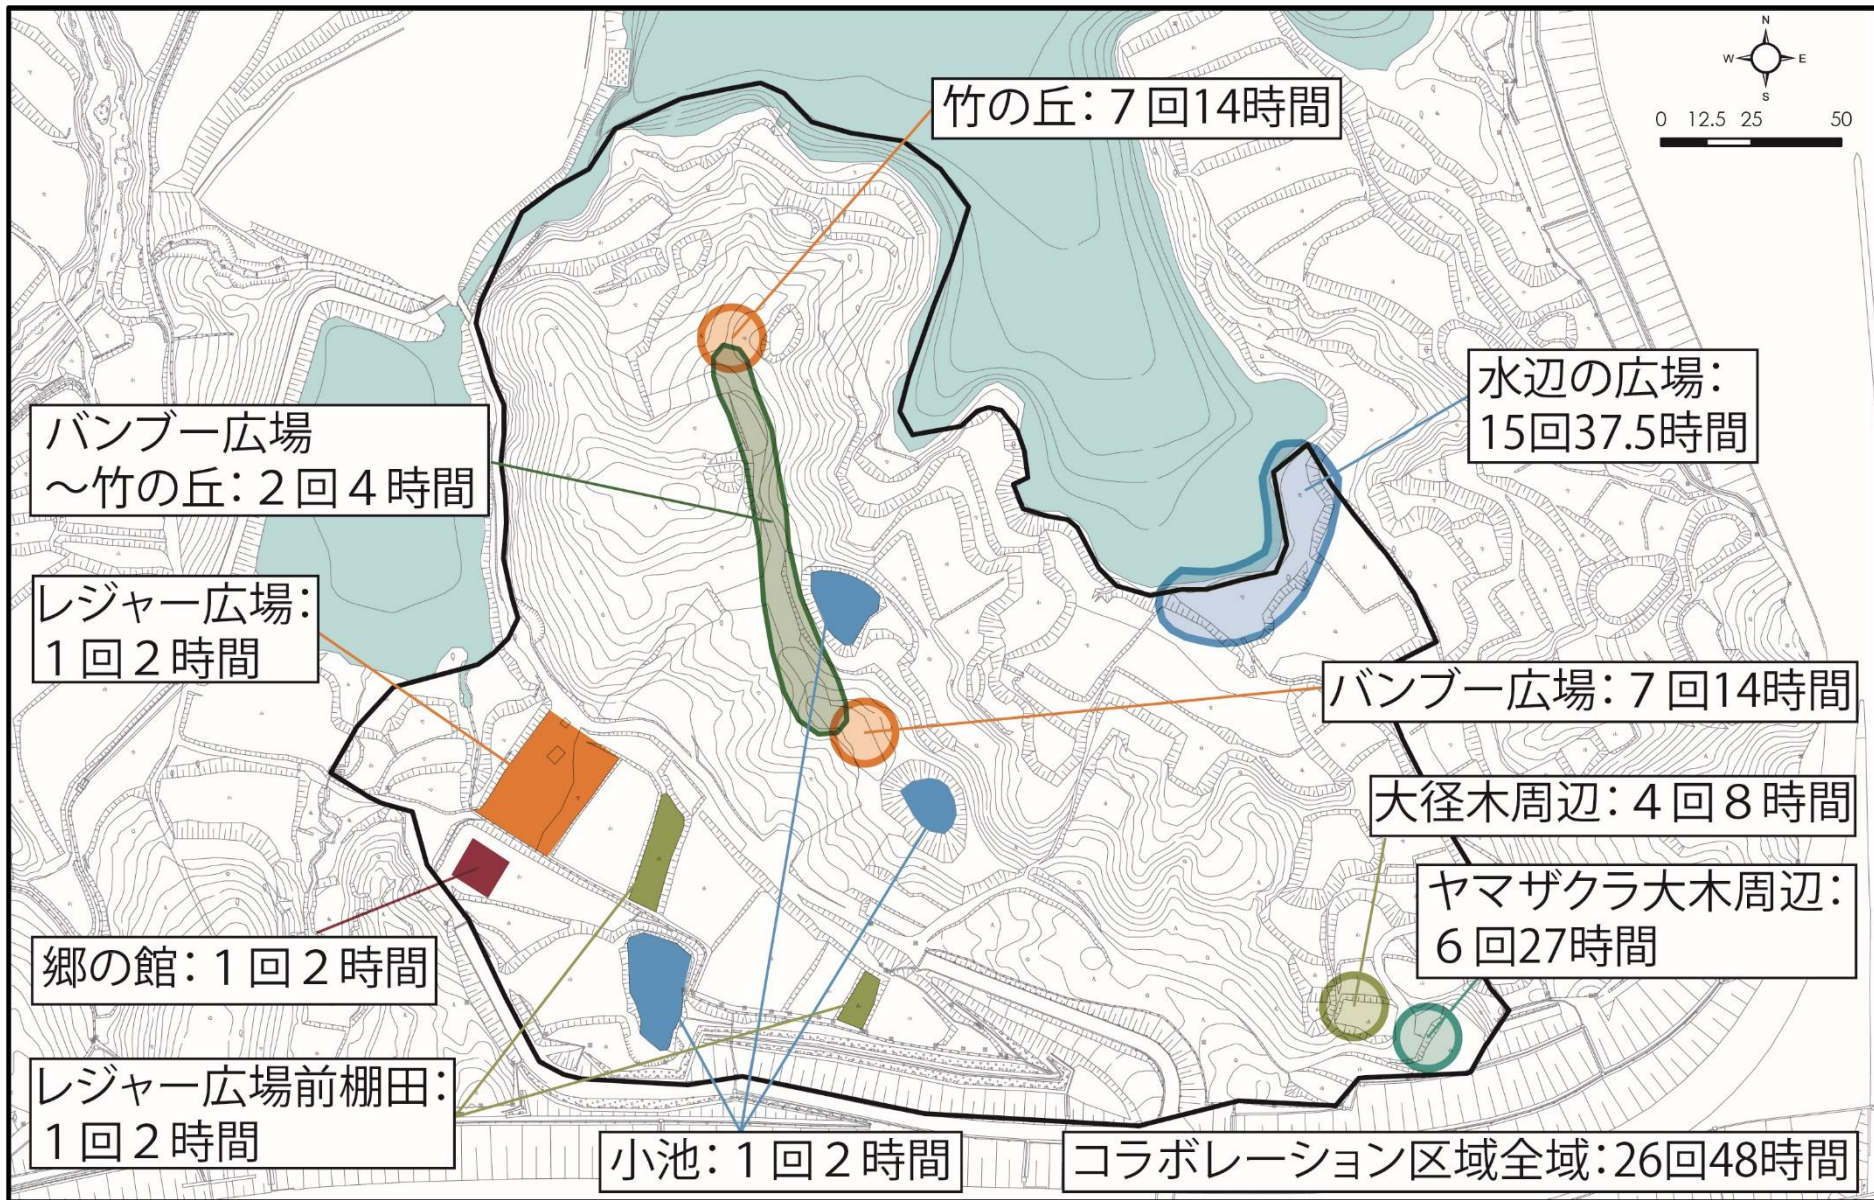 N
W E
S
0 12.5 25 50
竹の丘：７回14時間
水辺の広場：
15回37.5時間
バンブー広場
～竹の丘：２回４時間
レジャー広場：
１回２時間
バンブー広場：７回14時間
大径木周辺：４回８時間
ヤマザクラ大木周辺：
６回27時間
郷の館：１回２時間
レジャー広場前棚田：
１回２時間
小池：１回２時間
コラボレーション区域全域：26回48時間